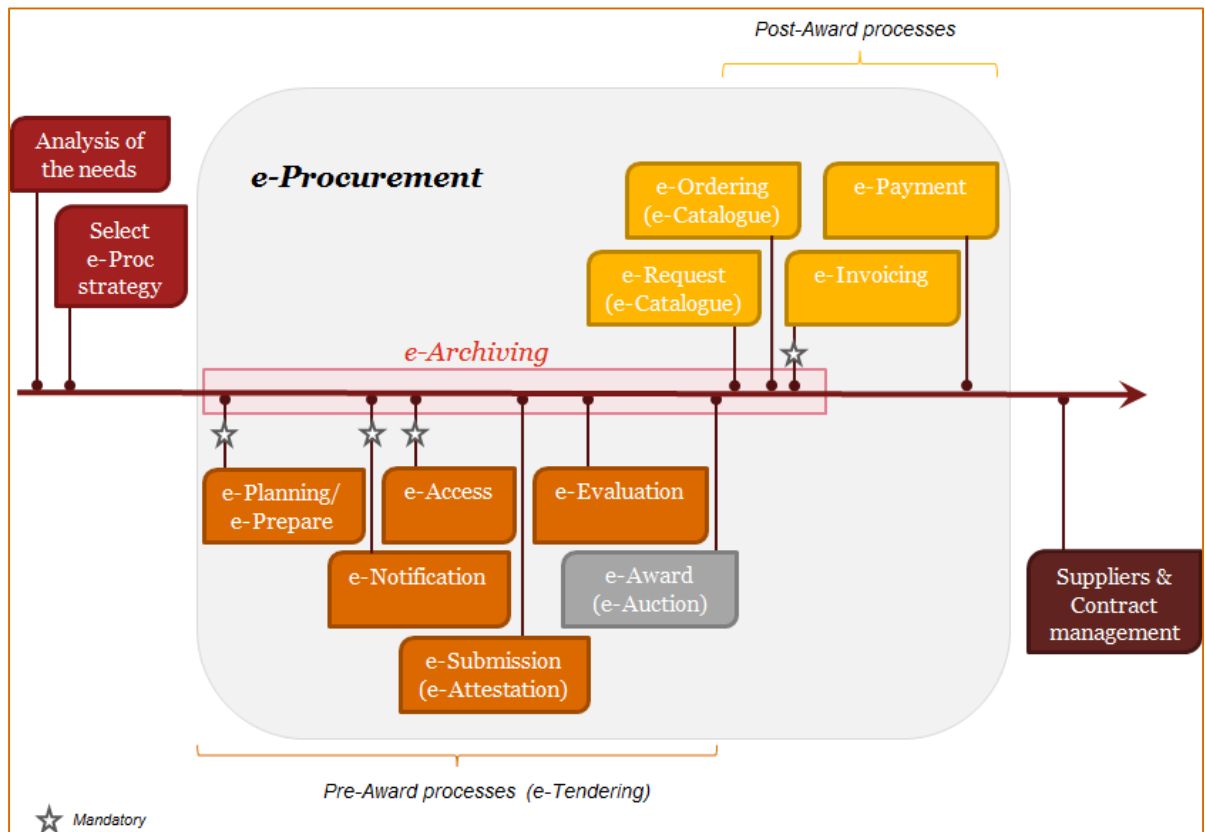 Post-Award processes
Analysis of
the needs
Select
e-Proc
strategy
e-Procurement
e-Ordering
(e-Catalogue)
e-Payment
e-Request
(e-Catalogue)
e-Invoicing
e-Archiving
e-Planning/
e-Prepare
e-Access
e-Evaluation
e-Notification
e-Award
(e-Auction)
Suppliers &
Contract
management
e-Submission
(e-Attestation)
Pre-Award processes (e-Tendering)
Mandatory